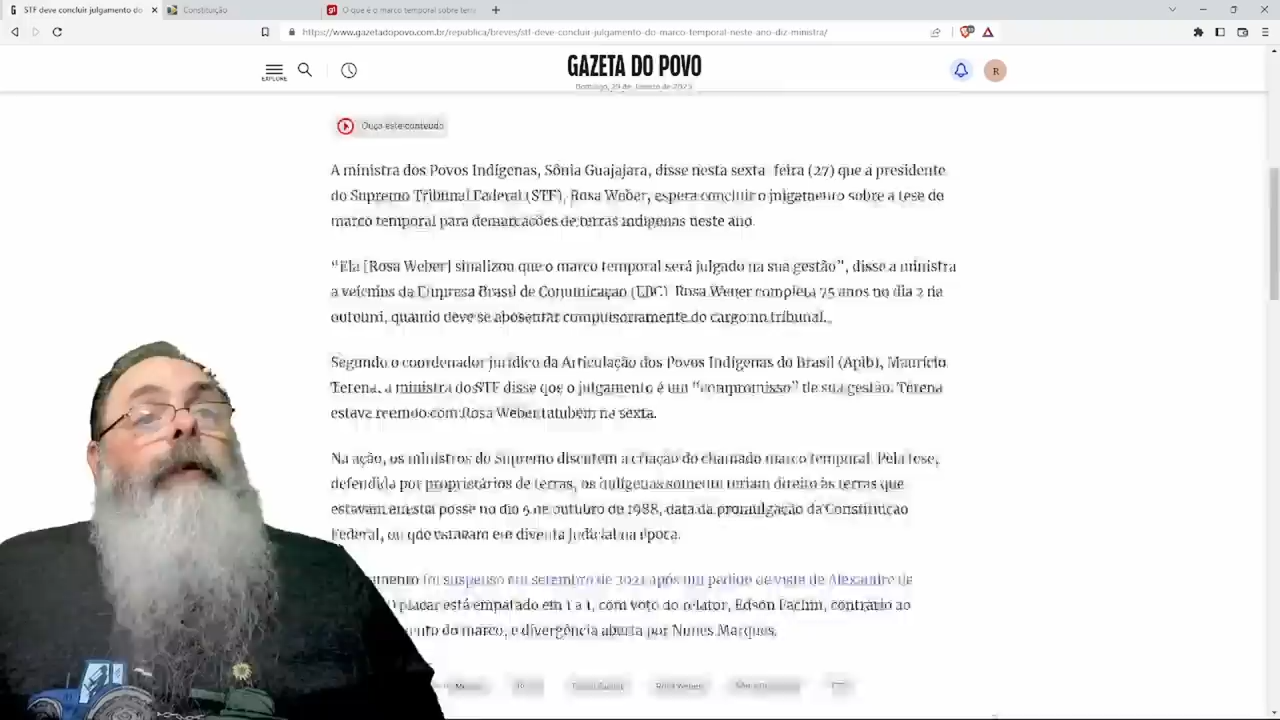 STF deve concluir julgamento do
Constituição
O que é o marco temporal sobre terr
https://www.gazetadopovo.com.br/republica/breves/stf-deve-concluir-julgamento-do-marco-temporal-neste-ano-diz-ministra/
EXPLORE
GAZETA DO POVO
Domingo, 29 de Janeiro de 2023
R
Ouça este conteúdo
A ministra dos Povos Indígenas, Sônia Guajajara, disse nesta sexta-feira (27) que a presidente
do Supremo Tribunal Federal (STF), Rosa Weber, espera concluir o julgamento sobre a tese do
marco temporal para demarcações de terras indígenas neste ano.
“Ela [Rosa Weber] sinalizou que o marco temporal será julgado na sua gestão”, disse a ministra
a veículos da Empresa Brasil de Comunicação (EBC). Rosa Weber completa 75 anos no dia 2 de
outubro, quando deve se aposentar compulsoriamente do cargo no tribunal.
Segundo o coordenador jurídico da Articulação dos Povos Indígenas do Brasil (Apib), Maurício
Terena, a ministra do STF disse que o julgamento é um “compromisso” de sua gestão. Terena
esteve reunido com Rosa Weber também na sexta.
Na ação, os ministros do Supremo discutem a criação do chamado marco temporal. Pela tese,
defendida por proprietários de terras, os indígenas somente teriam direito às terras que
estavam em sua posse no dia 5 de outubro de 1988, data da promulgação da Constituição
Federal, ou que estavam em disputa judicial na época.
foi suspenso em setembro de 2021 após um pedido de vista de Alexandre de
placar está empatado em 1 a 1, com voto do relator, Edson Fachin, contrário ao
do marco, e divergência aberta por Nunes Marques.
Rosa Weber